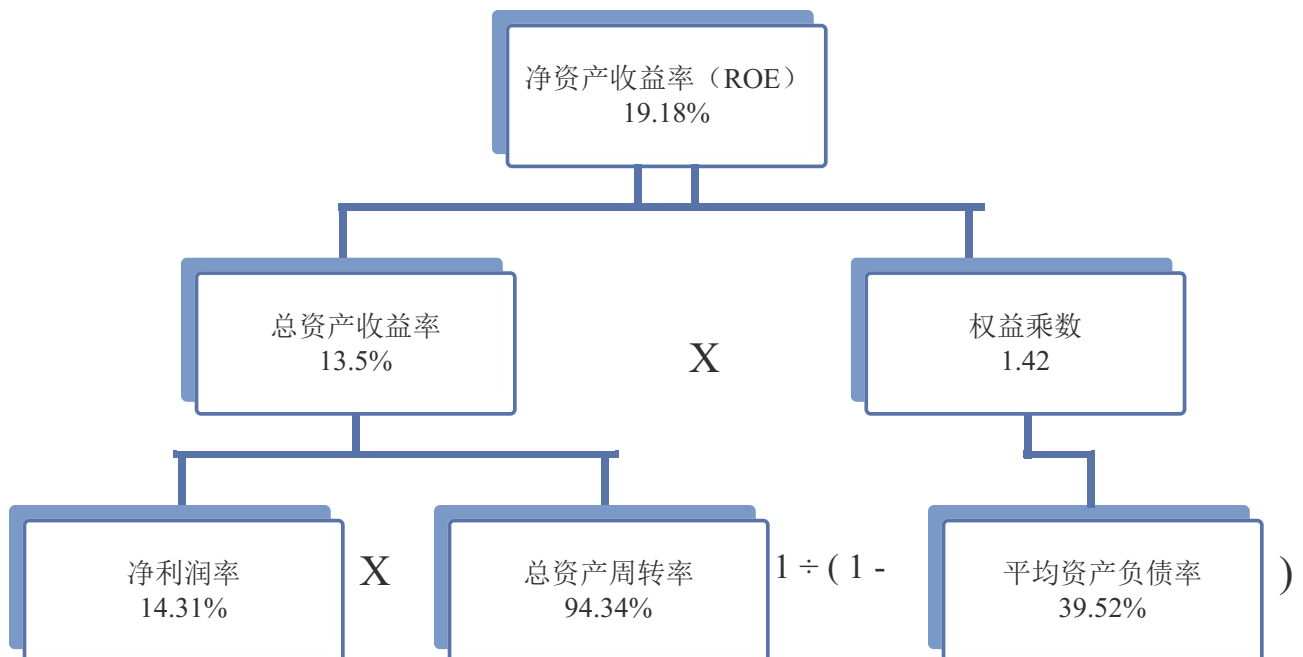 净资产收益率（ROE）
19.18%
总资产收益率
13.5%
X
权益乘数
1.42
净利润率
14.31%
X
总资产周转率
94.34%
1 ÷ ( 1 -
平均资产负债率
39.52%
)